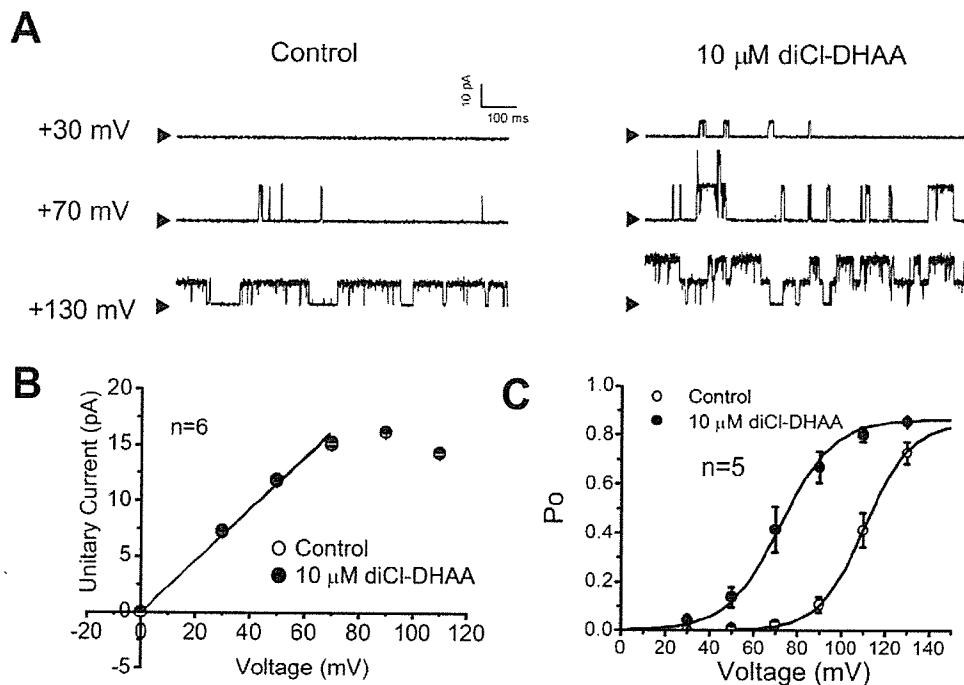 A
Control
10 µM diCl-DHAA
10 pA
100 ms
+30 mV
+70 mV
+130 mV
B
Unitary Current (pA)
20
15
10
5
0
-5
n=6
Control
10 µM diCl-DHAA
-20 0 20 40 60 80 100 120
Voltage (mV)
C
Po
1.0
0.8
0.6
0.4
0.2
0.0
Control
10 µM diCl-DHAA
n=5
0 20 40 60 80 100 120 140
Voltage (mV)